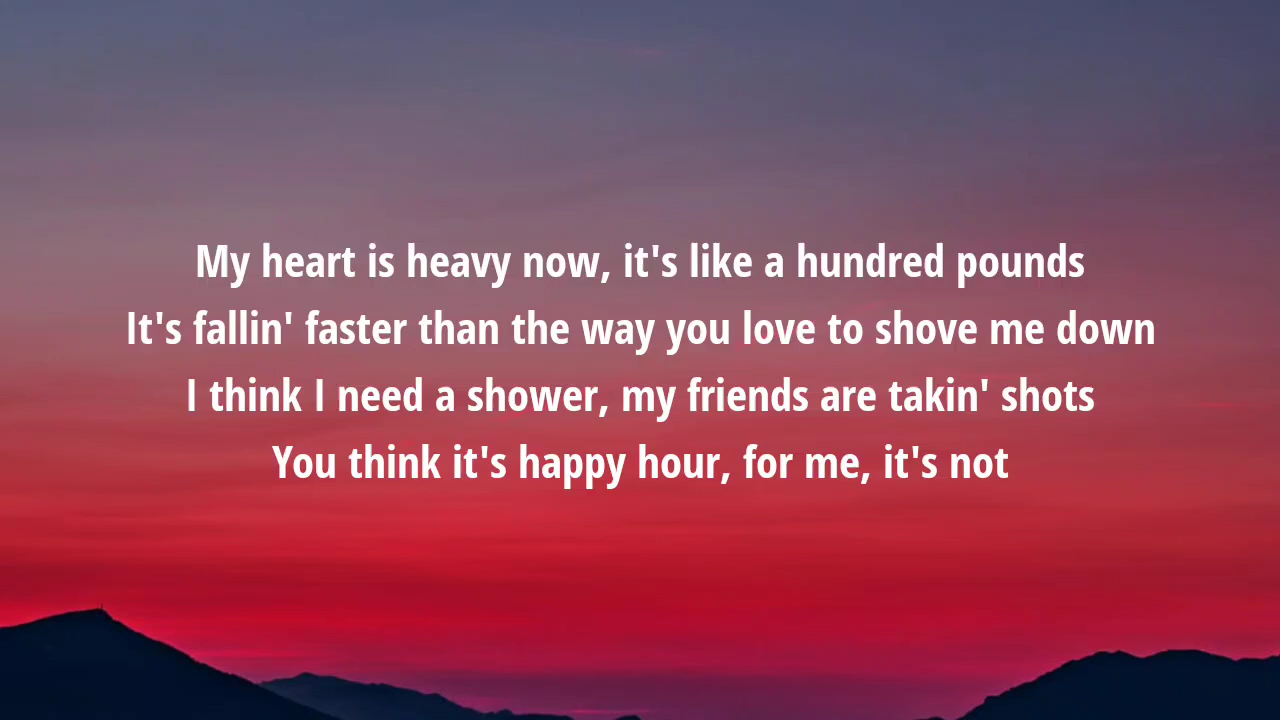 My heart is heavy now, it's like a hundred pounds
It's fallin' faster than the way you love to shove me down
I think I need a shower, my friends are takin' shots
You think it's happy hour, for me, it's not